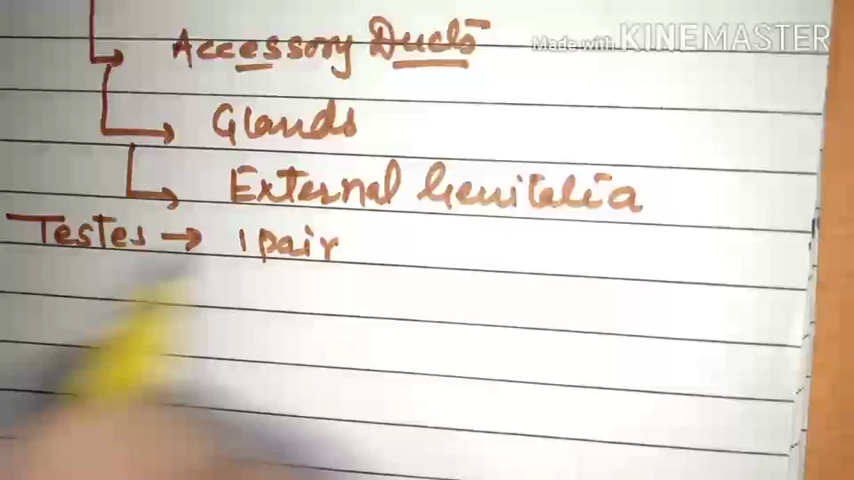 Made with KINEMASTER
Accessory Ducts
Glands
External Genitalia
Testes → 1 pair